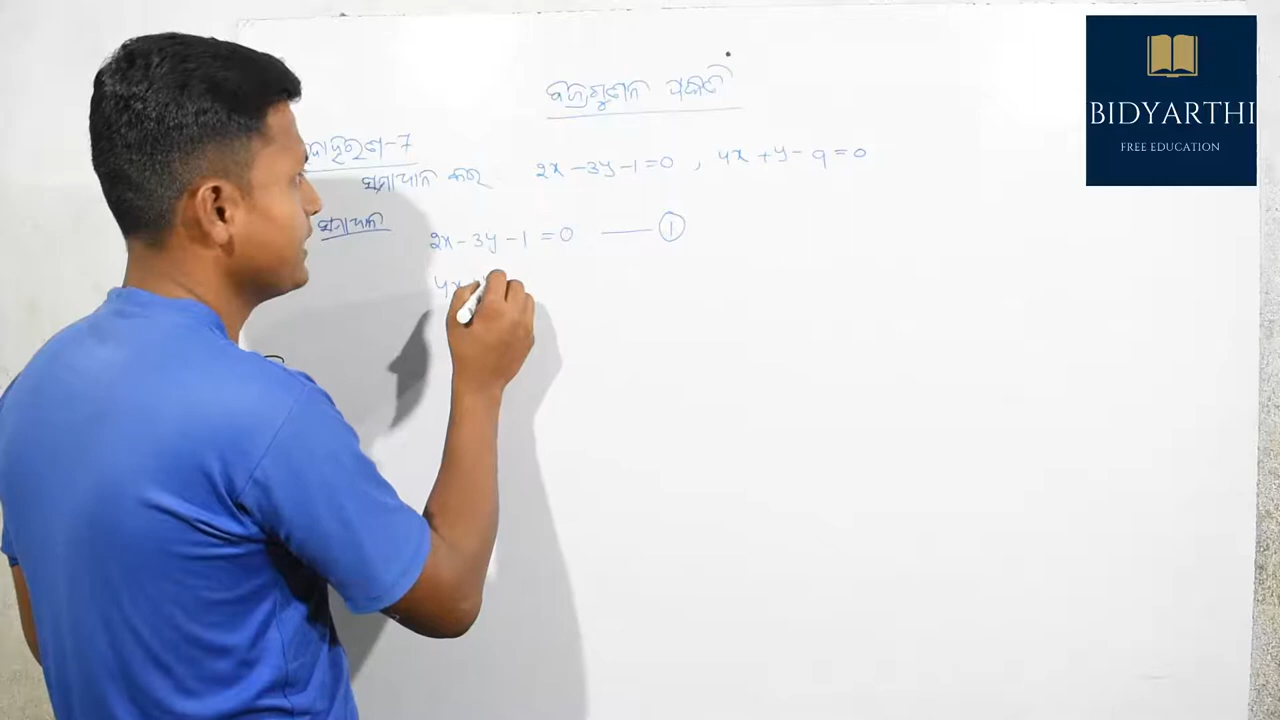 ବଜ୍ରଗୁଣନ ପଦ୍ଧତି
ଉଦାହରଣ-7
ସମାଧାନ କର 2x - 3y - 1 = 0 , 4x + y - 9 = 0
ସମାଧାନ
2x - 3y - 1 = 0 —— ①
4x
BIDYARTHI
FREE EDUCATION